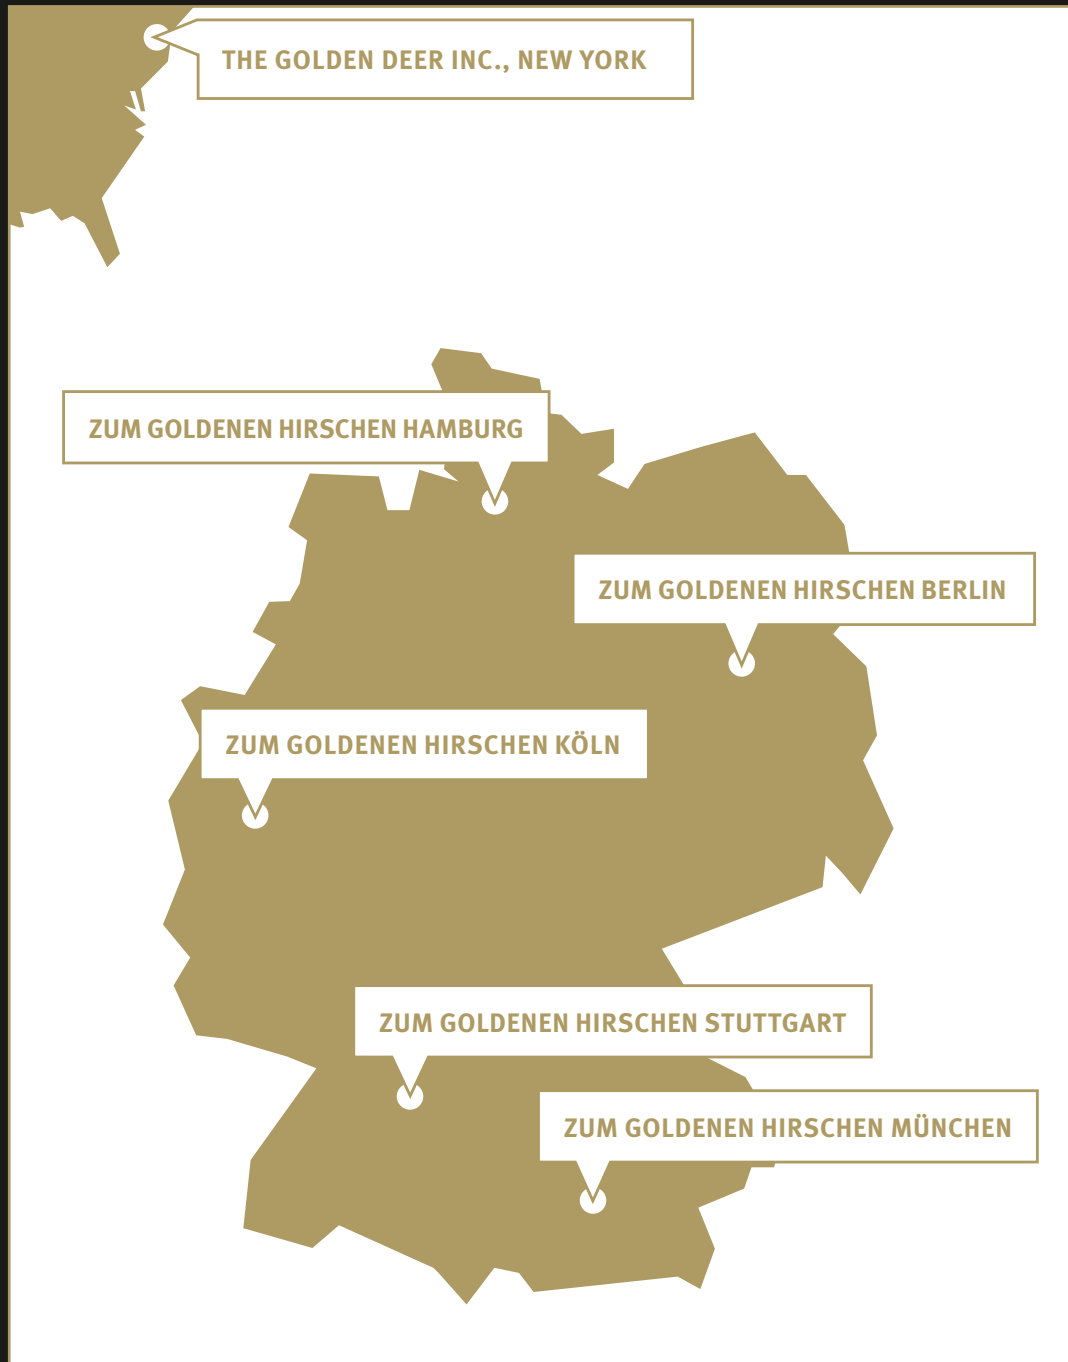 THE GOLDEN DEER INC., NEW YORK
ZUM GOLDENEN HIRSCHEN HAMBURG
ZUM GOLDENEN HIRSCHEN BERLIN
ZUM GOLDENEN HIRSCHEN KÖLN
ZUM GOLDENEN HIRSCHEN STUTTGART
ZUM GOLDENEN HIRSCHEN MÜNCHEN